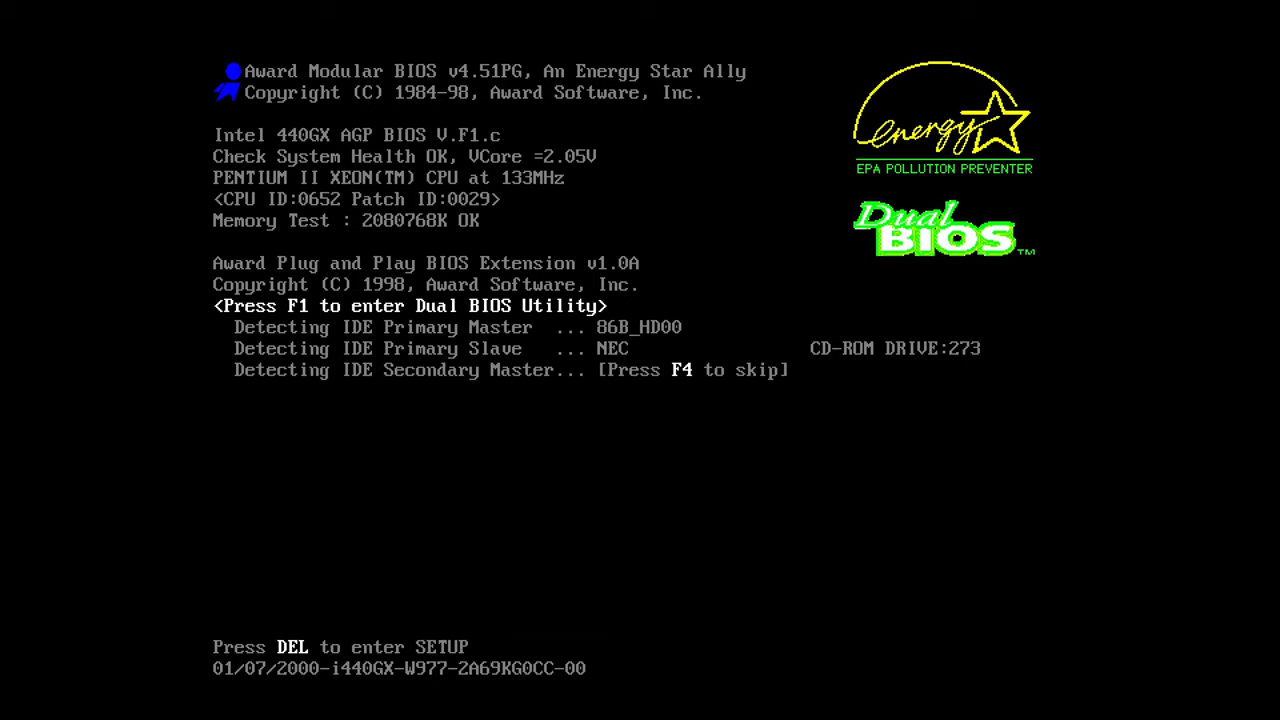 Award Modular BIOS v4.51PG, An Energy Star Ally
Copyright (C) 1984-98, Award Software, Inc.
energy
EPA POLLUTION PREVENTER
Intel 440GX AGP BIOS V.F1.c
Check System Health OK, VCore =2.05V
PENTIUM II XEON(TM) CPU at 133MHz
<CPU ID:0652 Patch ID:0029>
Memory Test : 2080768K OK
Dual
BIOS™
Award Plug and Play BIOS Extension v1.0A
Copyright (C) 1998, Award Software, Inc.
<Press F1 to enter Dual BIOS Utility>
Detecting IDE Primary Master ... 86B_HD00
Detecting IDE Primary Slave ... NEC CD-ROM DRIVE:273
Detecting IDE Secondary Master... [Press F4 to skip]
Press DEL to enter SETUP
01/07/2000-i440GX-W977-2A69KG0CC-00